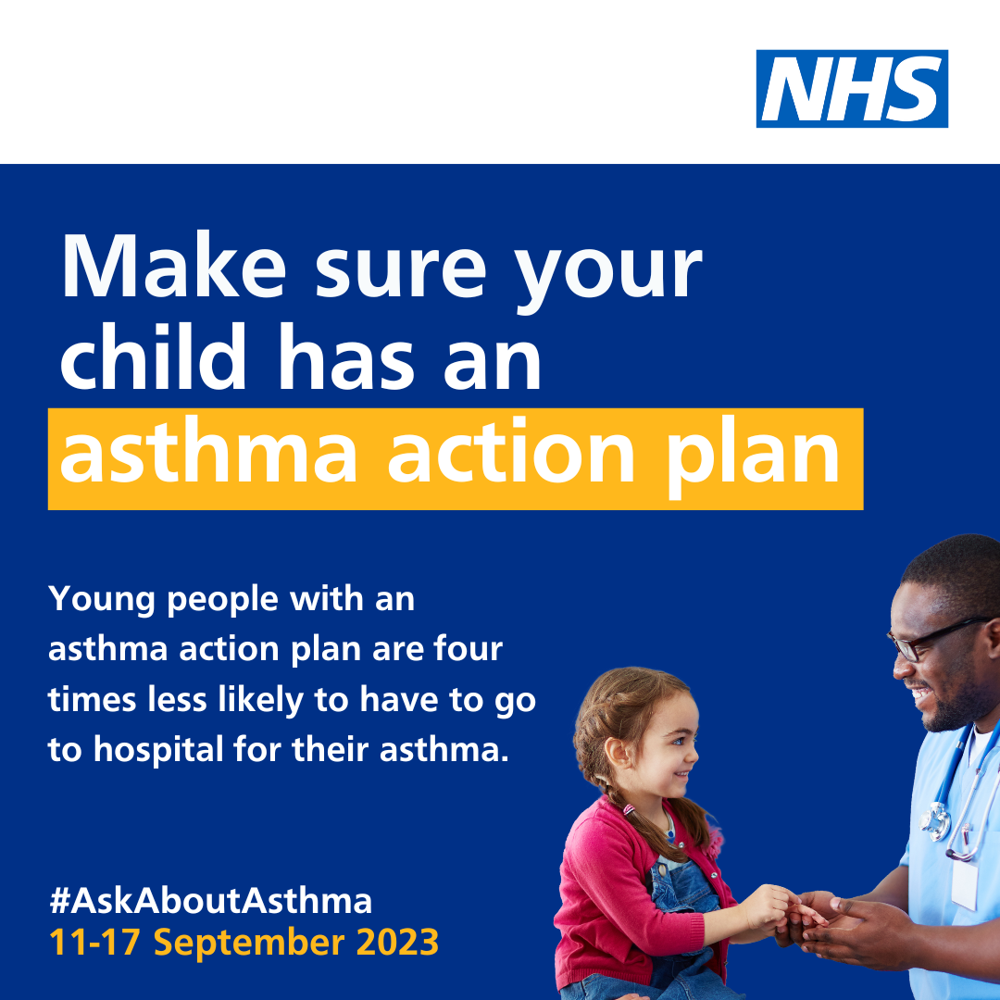 NHS
Make sure your
child has an
asthma action plan
Young people with an
asthma action plan are four
times less likely to have to go
to hospital for their asthma.
#AskAboutAsthma
11-17 September 2023